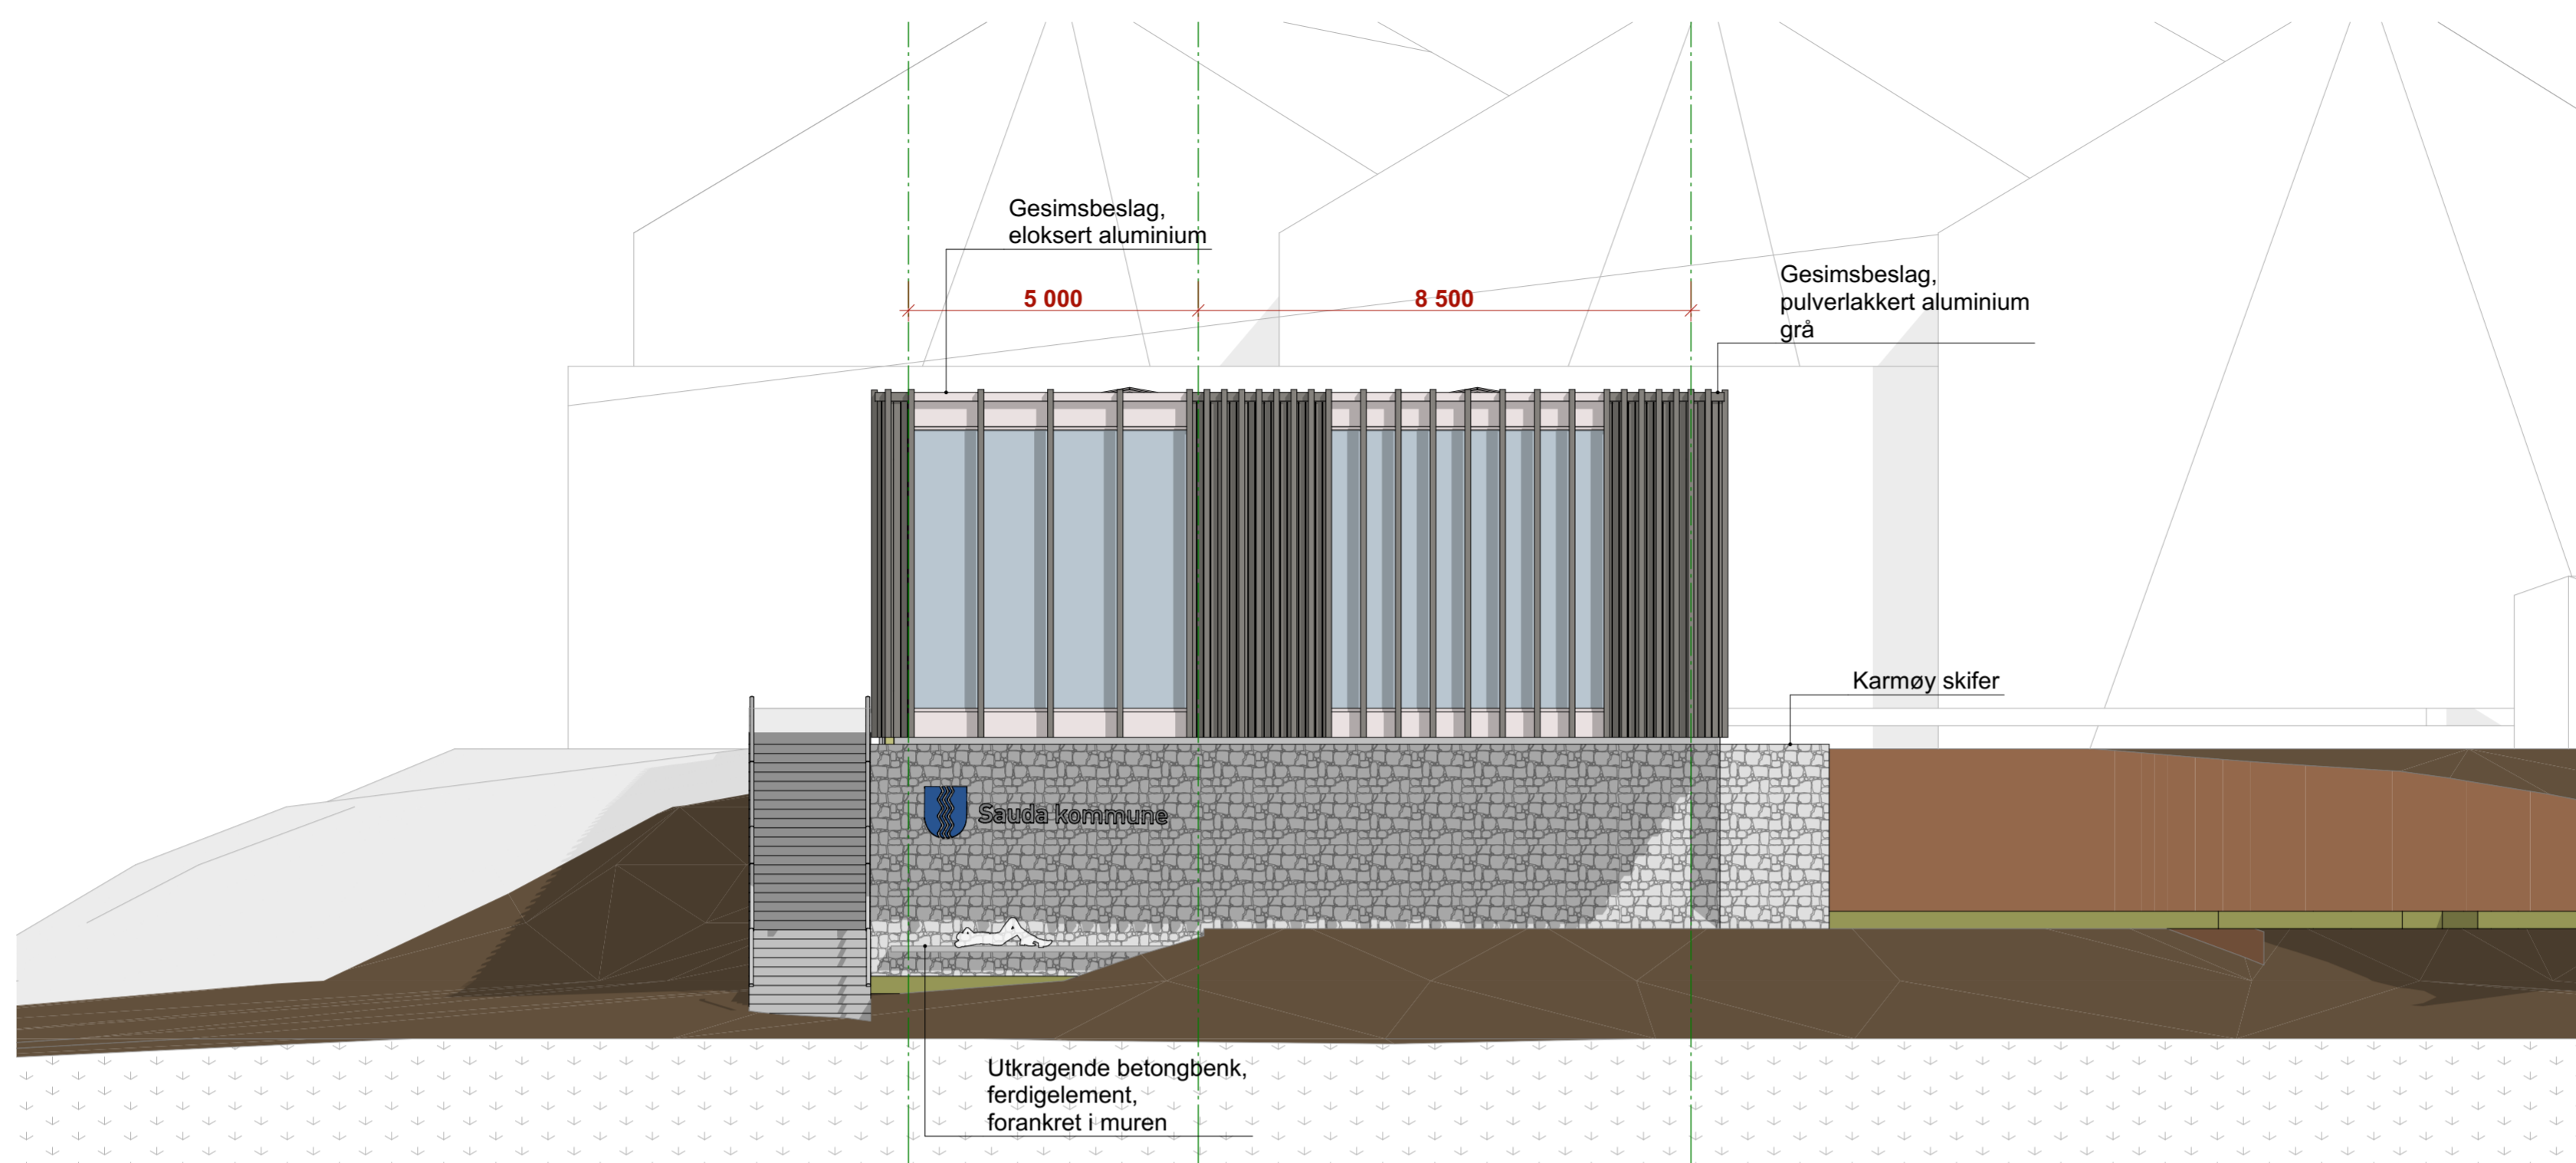 Gesimsbeslag,
eloksert aluminium
Gesimsbeslag,
pulverlakkert aluminium
grå
5 000
8 500
Karmøy skifer
Sauda kommune
Utkragende betongbenk,
ferdigelement,
forankret i muren